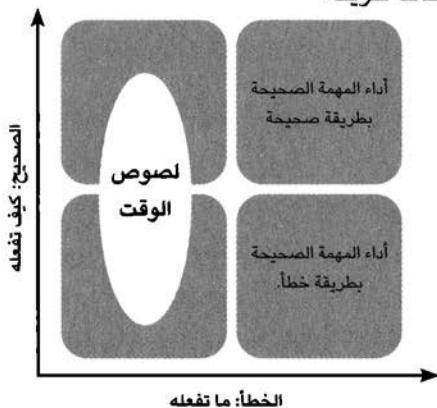 أداء المهمة الصحيحة
بطريقة صحيحة
لصوص
الوقت
أداء المهمة الصحيحة
بطريقة خطأ.
الصحيح: كيف تفعله
الخطأ: ما تفعله